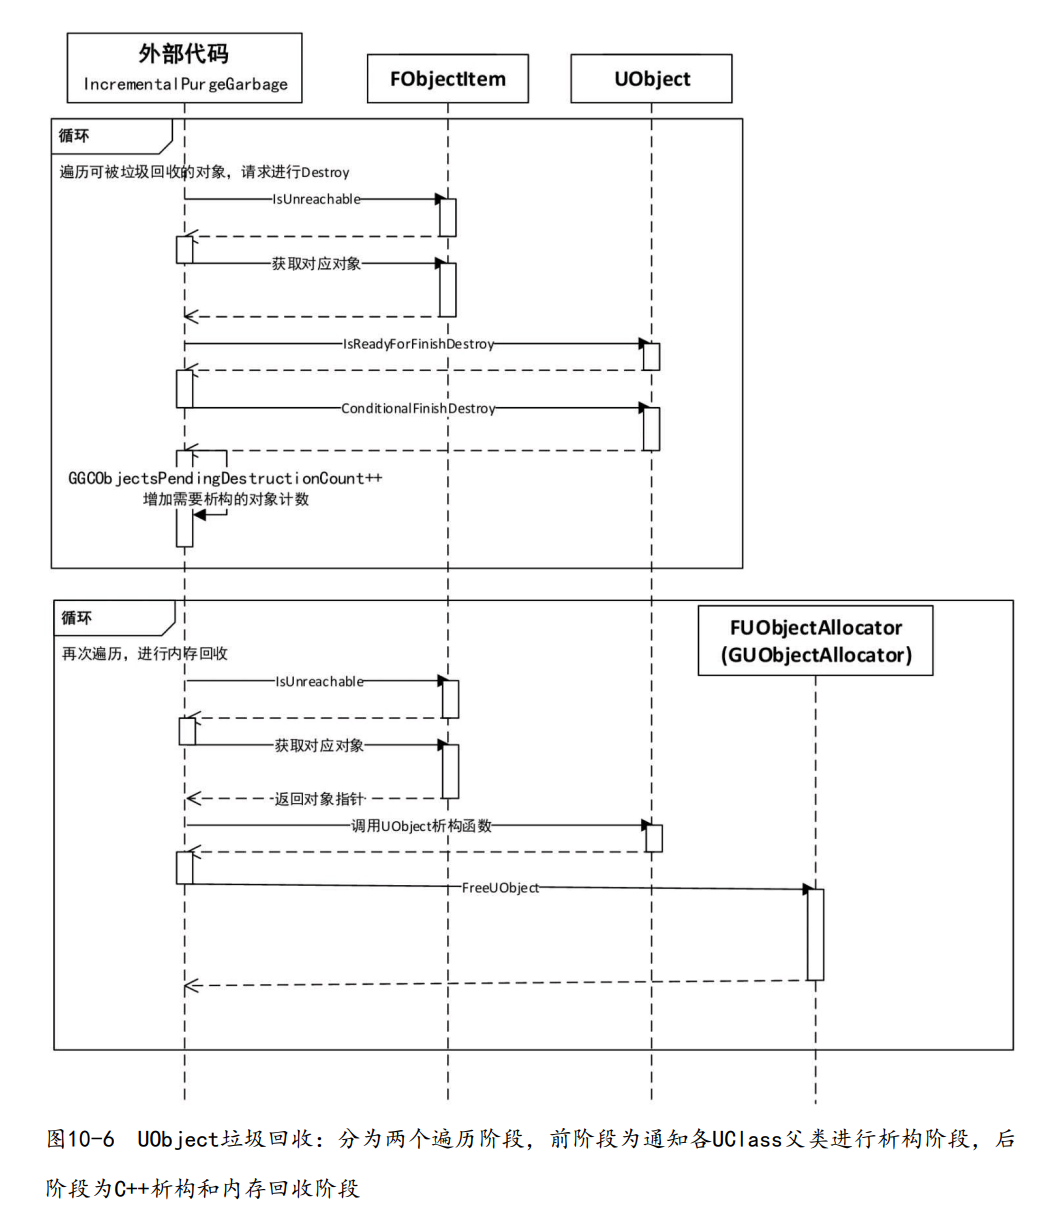 外部代码
IncrementalPurgeGarbage
FObjectItem
UObject
循环
遍历可被垃圾回收的对象，请求进行Destroy
IsUnreachable
获取对应对象
IsReadyForFinishDestroy
ConditionalFinishDestroy
GGCObjectsPendingDestructionCount++
增加需要析构的对象计数
循环
FUObjectAllocator
(GUObjectAllocator)
再次遍历，进行内存回收
IsUnreachable
获取对应对象
返回对象指针
调用UObject析构函数
FreeUObject
图10-6 UObject垃圾回收：分为两个遍历阶段，前阶段为通知各UClass父类进行析构阶段，后
阶段为C++析构和内存回收阶段